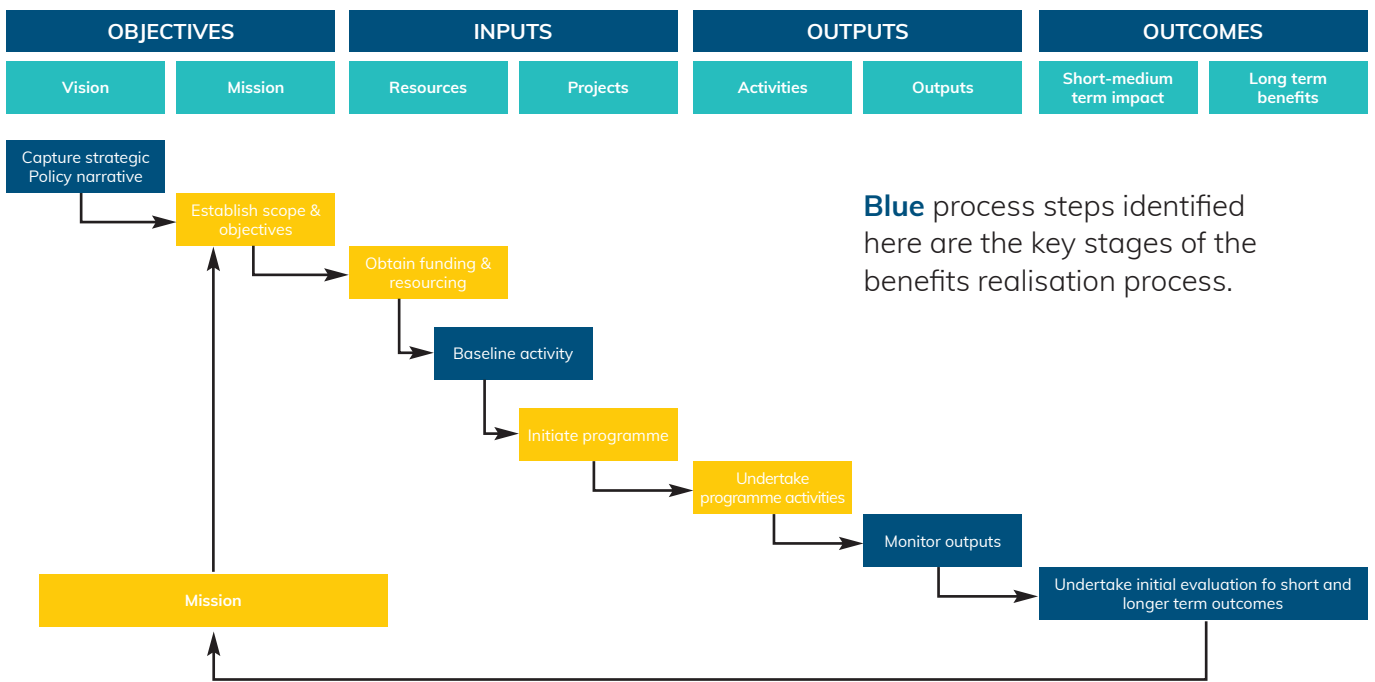 OBJECTIVES
INPUTS
OUTPUTS
OUTCOMES
Vision
Mission
Resources
Projects
Activities
Outputs
Short-medium
term impact
Long term
benefits
Capture strategic
Policy narrative
Establish scope &
objectives
Obtain funding &
resourcing
Blue process steps identified
here are the key stages of the
benefits realisation process.
Baseline activity
Initiate programme
Undertake
programme activities
Monitor outputs
Undertake initial evaluation fo short and
longer term outcomes
Mission